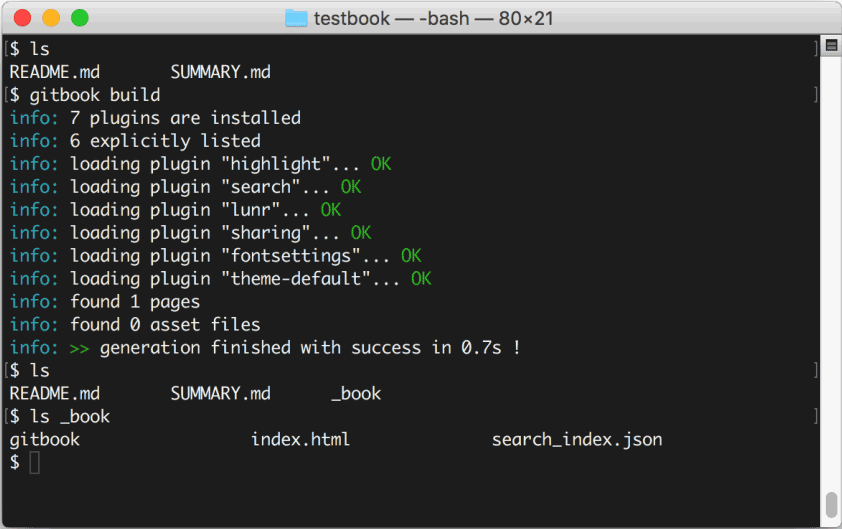 testbook — -bash — 80×21
[$ ls ]
README.md SUMMARY.md
[$ gitbook build ]
info: 7 plugins are installed
info: 6 explicitly listed
info: loading plugin "highlight"... OK
info: loading plugin "search"... OK
info: loading plugin "lunr"... OK
info: loading plugin "sharing"... OK
info: loading plugin "fontsettings"... OK
info: loading plugin "theme-default"... OK
info: found 1 pages
info: found 0 asset files
info: >> generation finished with success in 0.7s !
[$ ls ]
README.md SUMMARY.md _book
[$ ls _book ]
gitbook index.html search_index.json
$